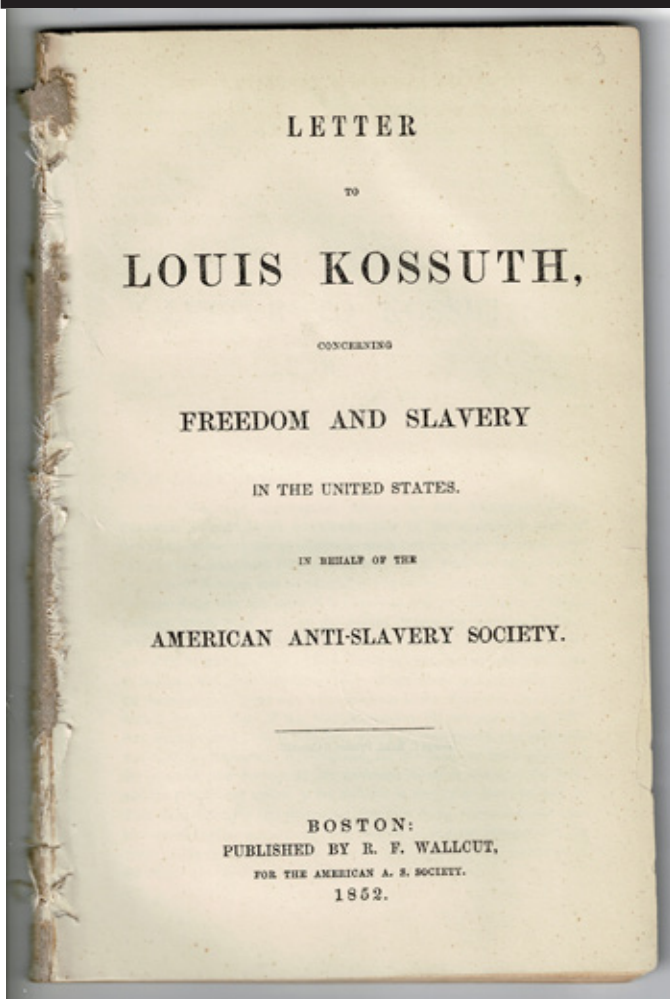 3
LETTER
TO
LOUIS KOSSUTH,
CONCERNING
FREEDOM AND SLAVERY
IN THE UNITED STATES.
IN BEHALF OF THE
AMERICAN ANTI-SLAVERY SOCIETY.
BOSTON:
PUBLISHED BY R. F. WALLCUT,
FOR THE AMERICAN A. S. SOCIETY.
1852.